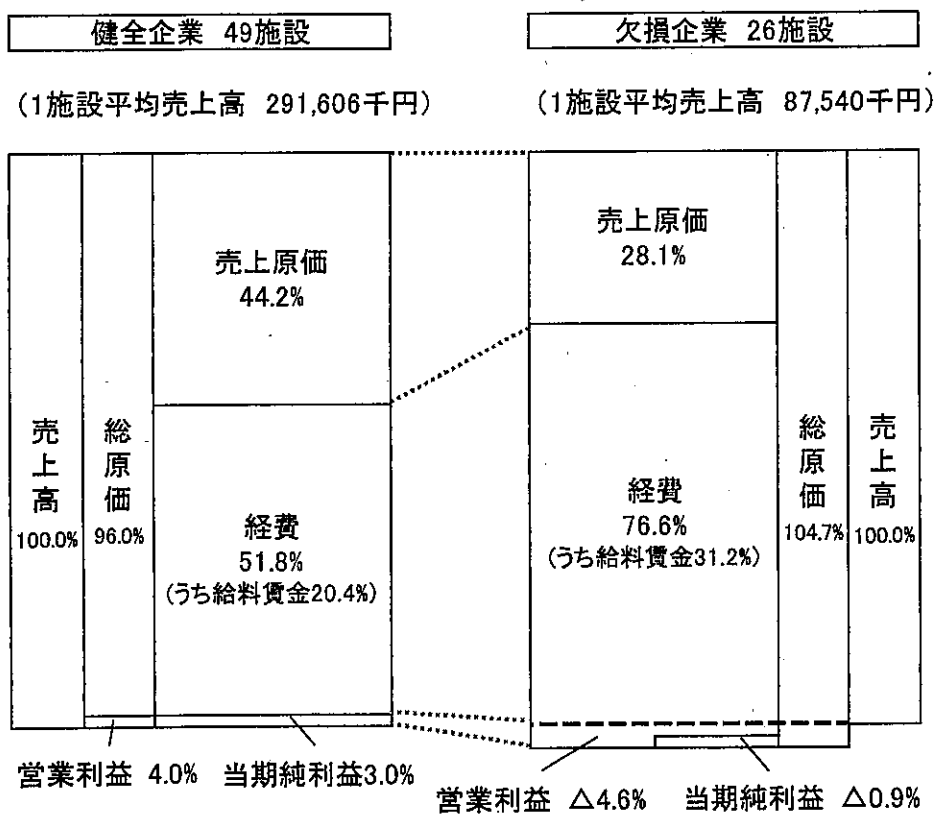 健全企業 49施設
(1施設平均売上高 291,606千円)
売上高
100.0%
総原価
96.0%
売上原価
44.2%
経費
51.8%
(うち給料賃金20.4%)
営業利益 4.0%
当期純利益3.0%
欠損企業 26施設
(1施設平均売上高 87,540千円)
売上原価
28.1%
経費
76.6%
(うち給料賃金31.2%)
総原価
104.7%
売上高
100.0%
営業利益 △4.6%
当期純利益 △0.9%